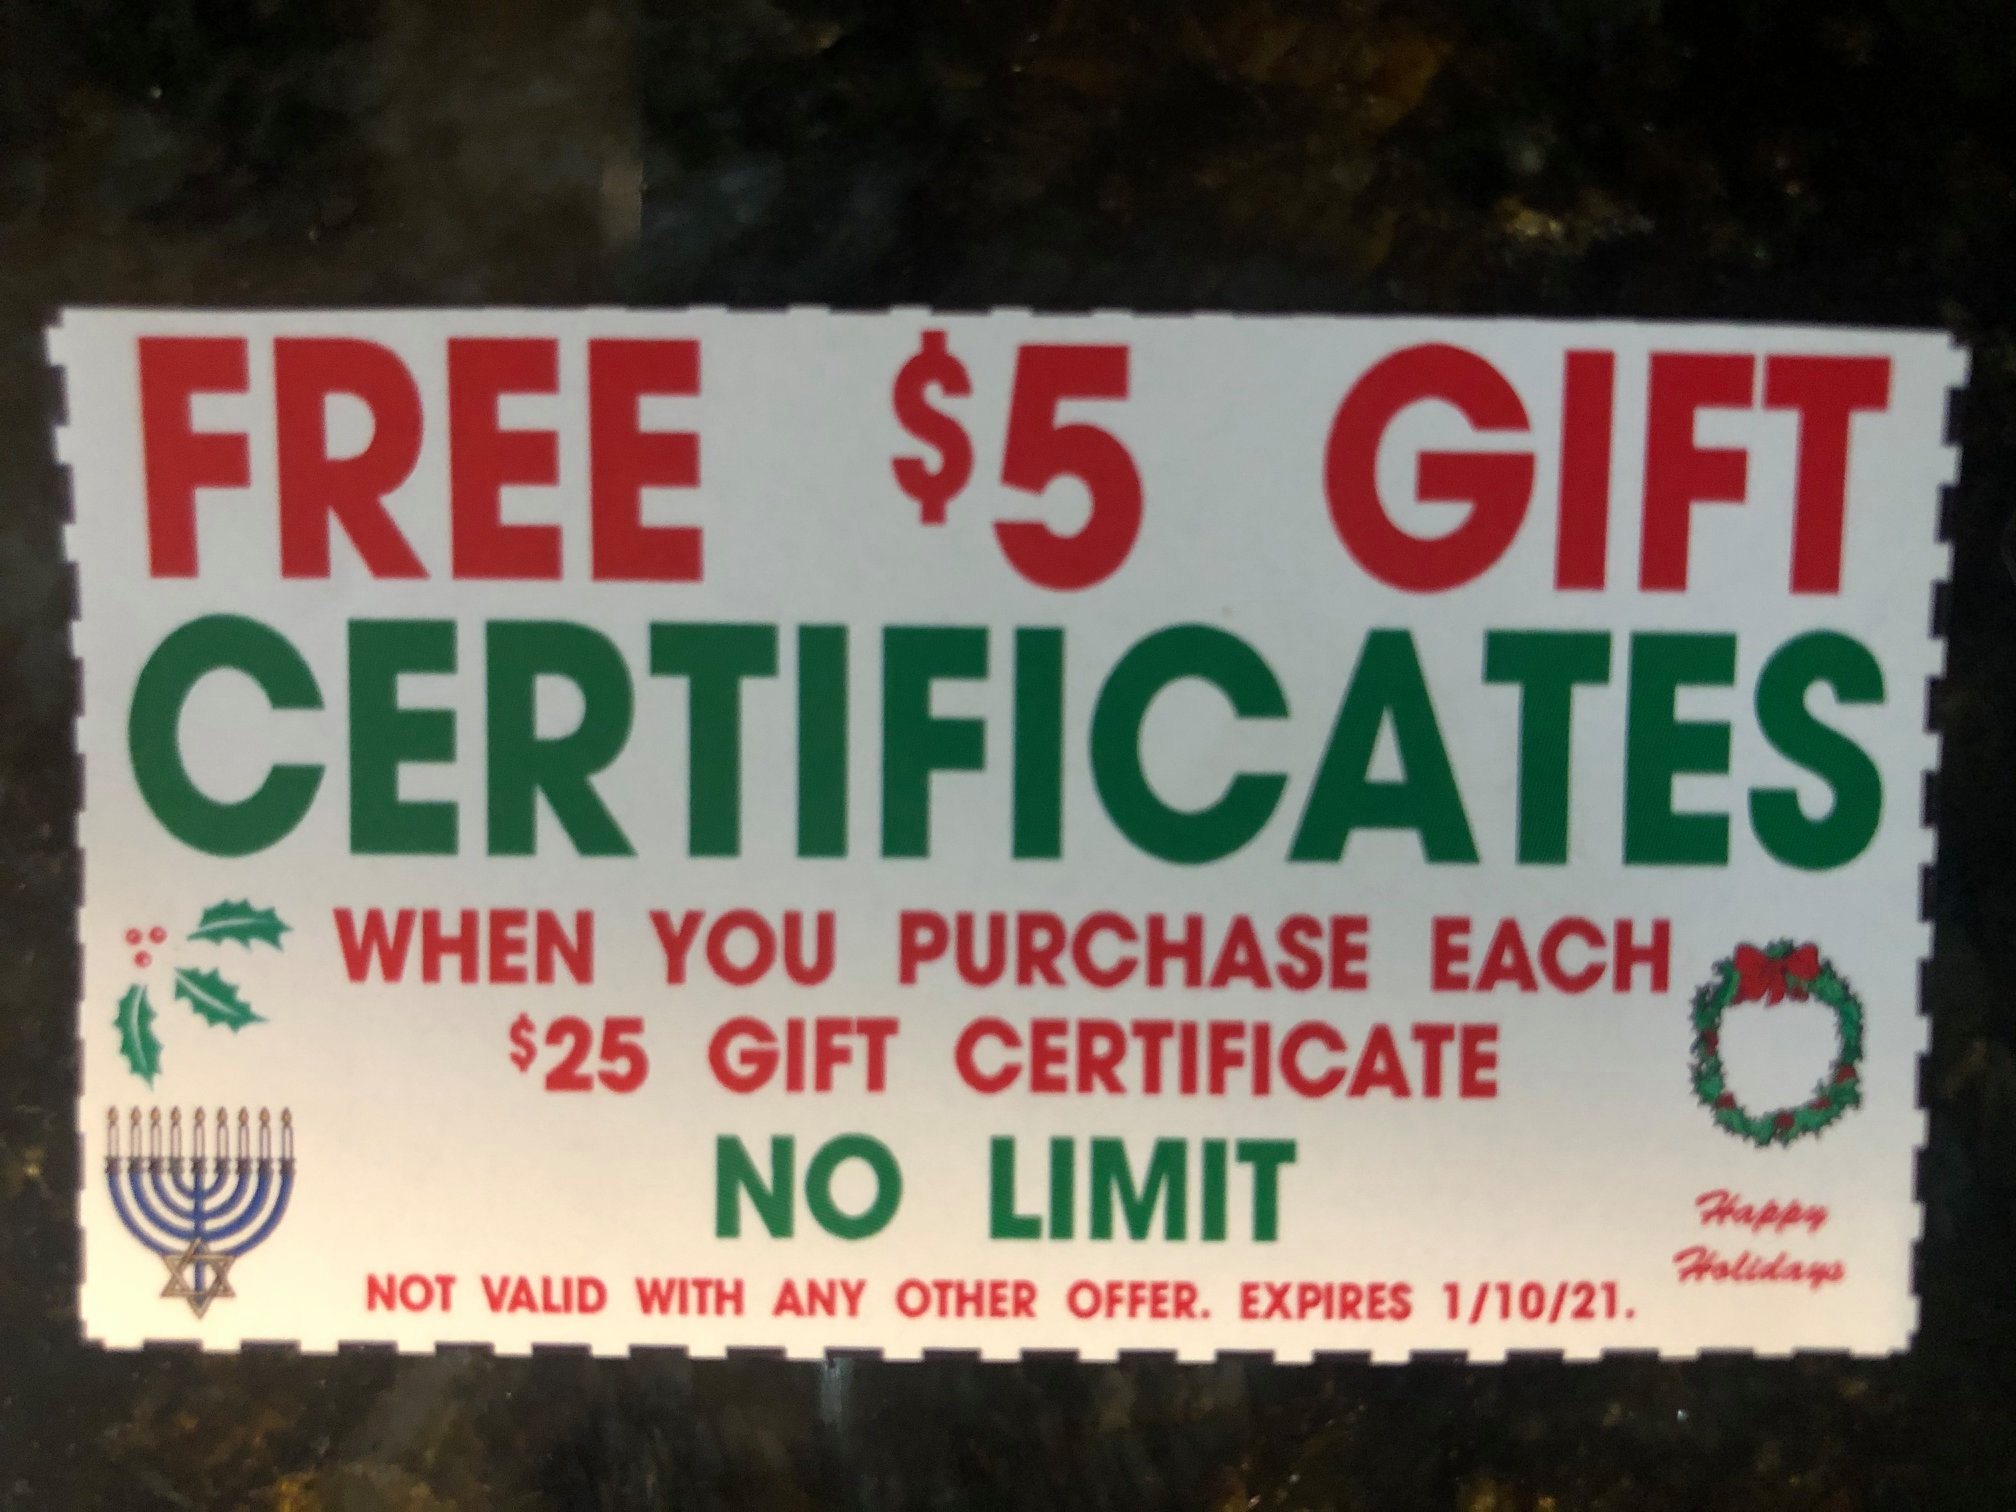 FREE $5 GIFT
CERTIFICATES
WHEN YOU PURCHASE EACH
$25 GIFT CERTIFICATE
NO LIMIT
NOT VALID WITH ANY OTHER OFFER. EXPIRES 1/10/21.
Happy
Holidays